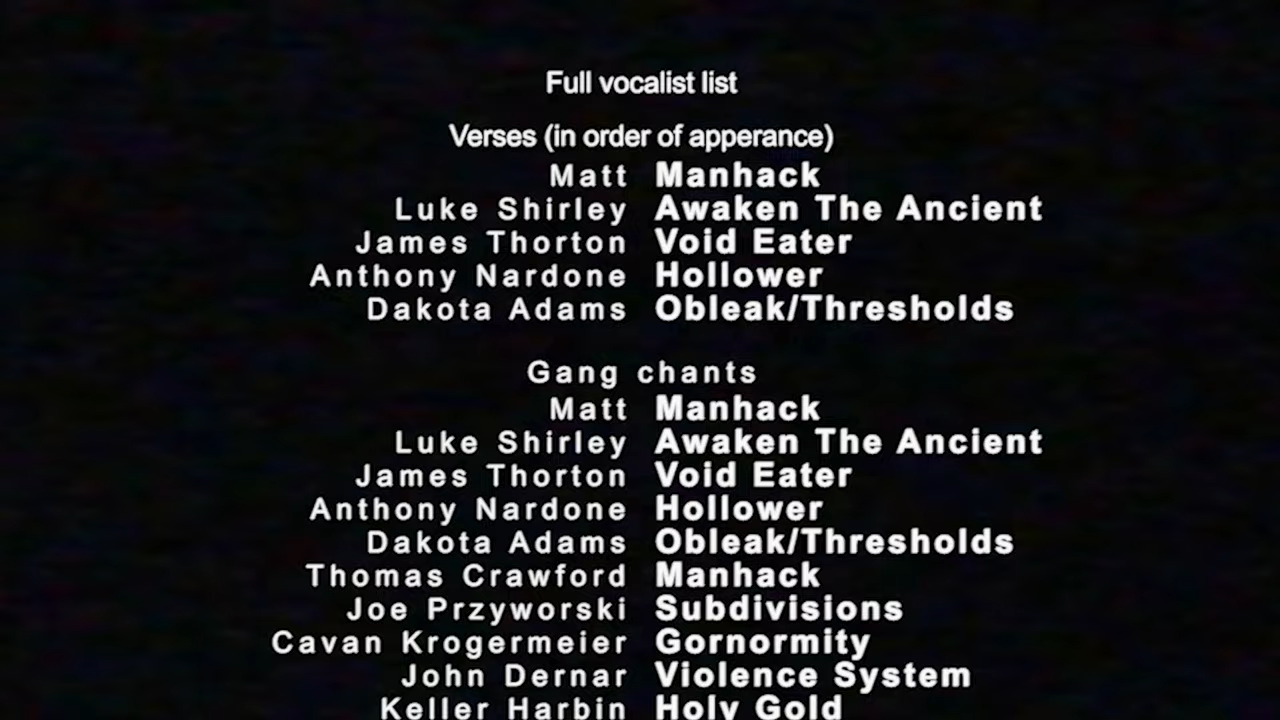 Full vocalist list
Verses (in order of apperance)
Matt Manhack
Luke Shirley Awaken The Ancient
James Thorton Void Eater
Anthony Nardone Hollower
Dakota Adams Obleak/Thresholds
Gang chants
Matt Manhack
Luke Shirley Awaken The Ancient
James Thorton Void Eater
Anthony Nardone Hollower
Dakota Adams Obleak/Thresholds
Thomas Crawford Manhack
Joe Przyworski Subdivisions
Cavan Krogermeier Gornormity
John Dernar Violence System
Keller Harbin Holy Gold